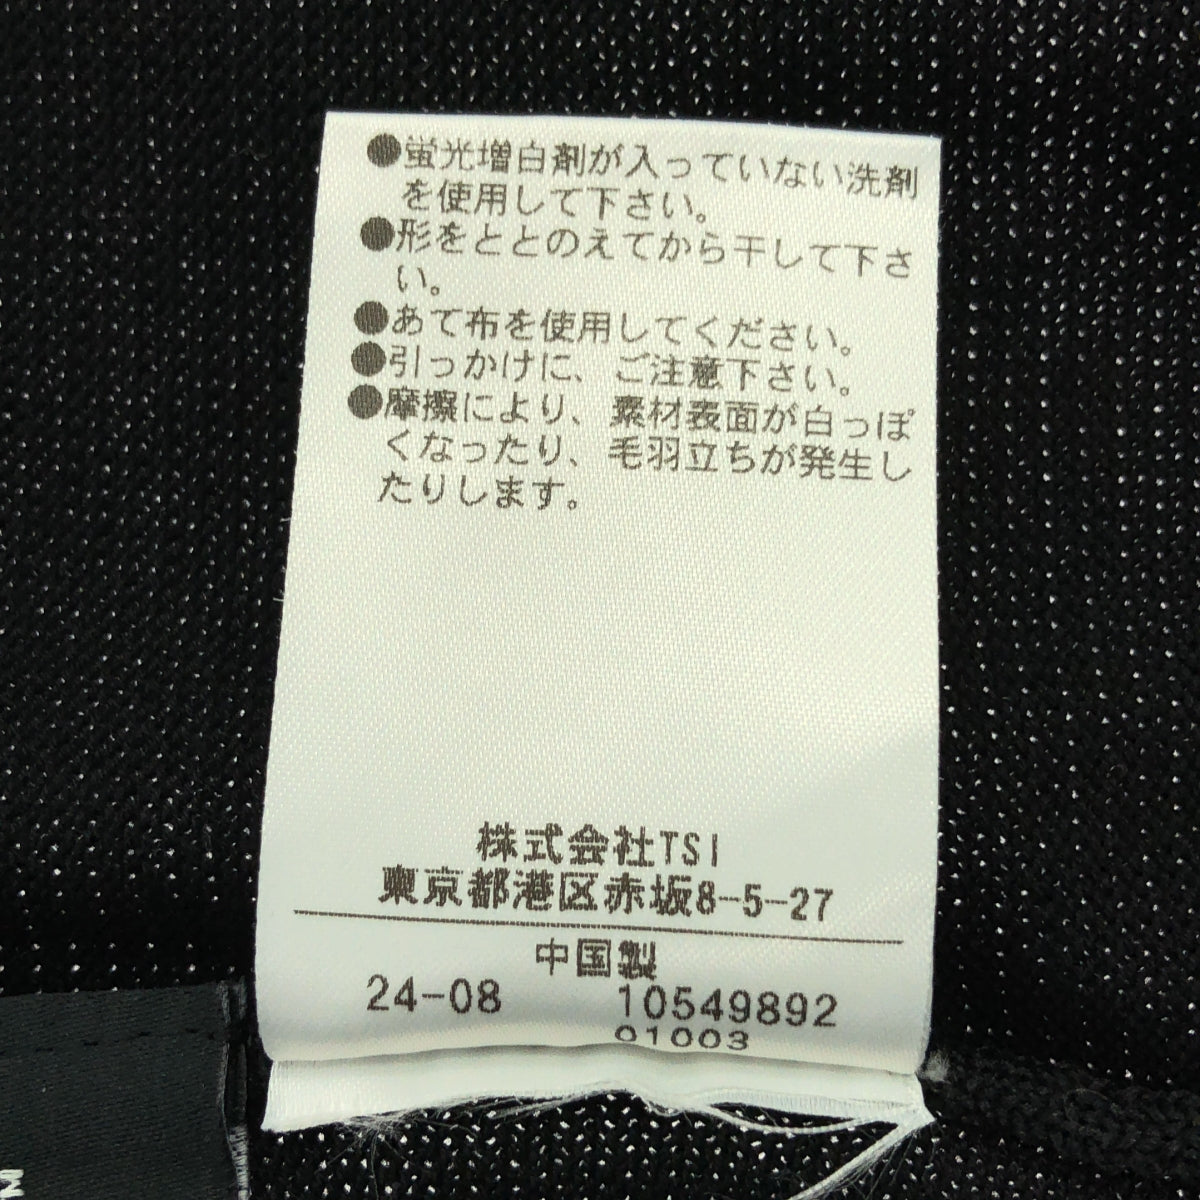 ●蛍光増白剤が入っていない洗剤
を使用して下さい。
●形をととのえてから干して下さ
い。
●あて布を使用してください。
●引っかけに、ご注意下さい。
●摩擦により、素材表面が白っぽ
くなったり、毛羽立ちが発生し
たりします。
株式会社TSI
東京都港区赤坂8-5-27
中国製
24-08 10549892
01003